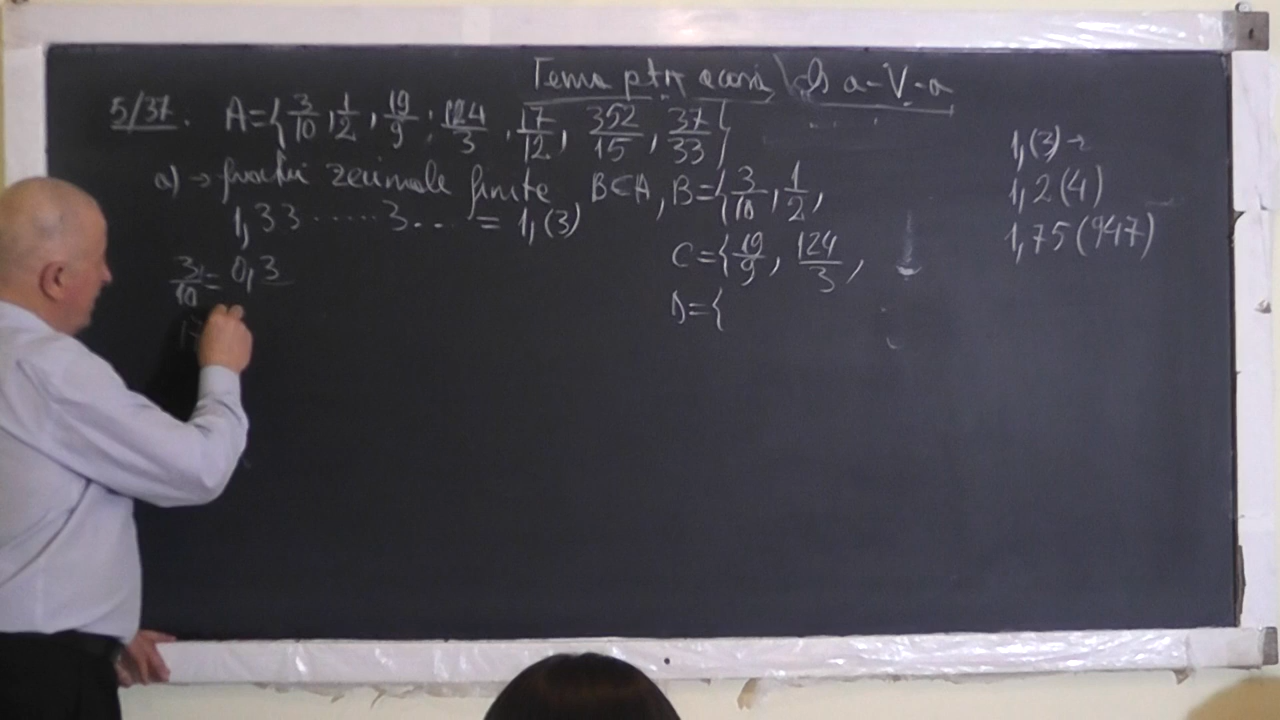 Tema ptr acasă cls a-V-a
5/37. A={3/10, 1/2, 19/9, 124/3, 17/12, 352/15, 37/33}
a) → fracții zecimale finite B⊂A, B={3/10, 1/2,
1,33.....3... = 1,(3)
C={19/9, 124/3,
D={
3/10 = 0,3
1,(3)
1,2(4)
1,75(947)